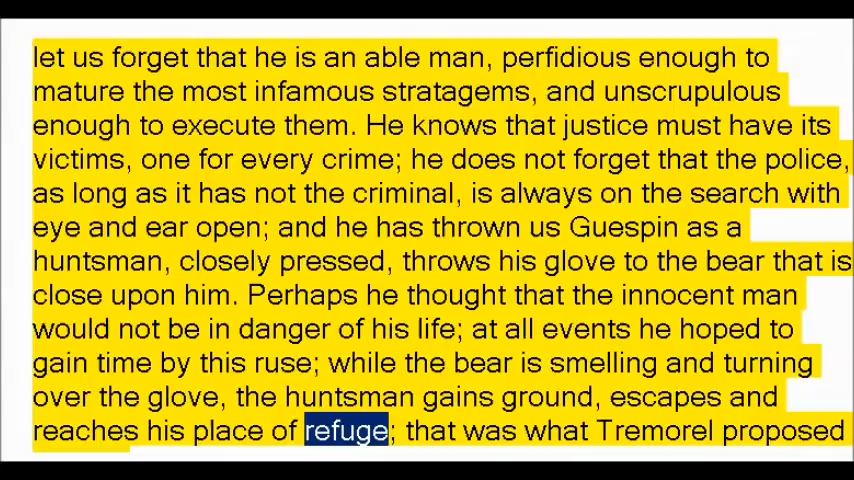 let us forget that he is an able man, perfidious enough to
mature the most infamous stratagems, and unscrupulous
enough to execute them. He knows that justice must have its
victims, one for every crime; he does not forget that the police,
as long as it has not the criminal, is always on the search with
eye and ear open; and he has thrown us Guespin as a
huntsman, closely pressed, throws his glove to the bear that is
close upon him. Perhaps he thought that the innocent man
would not be in danger of his life; at all events he hoped to
gain time by this ruse; while the bear is smelling and turning
over the glove, the huntsman gains ground, escapes and
reaches his place of refuge; that was what Tremorel proposed